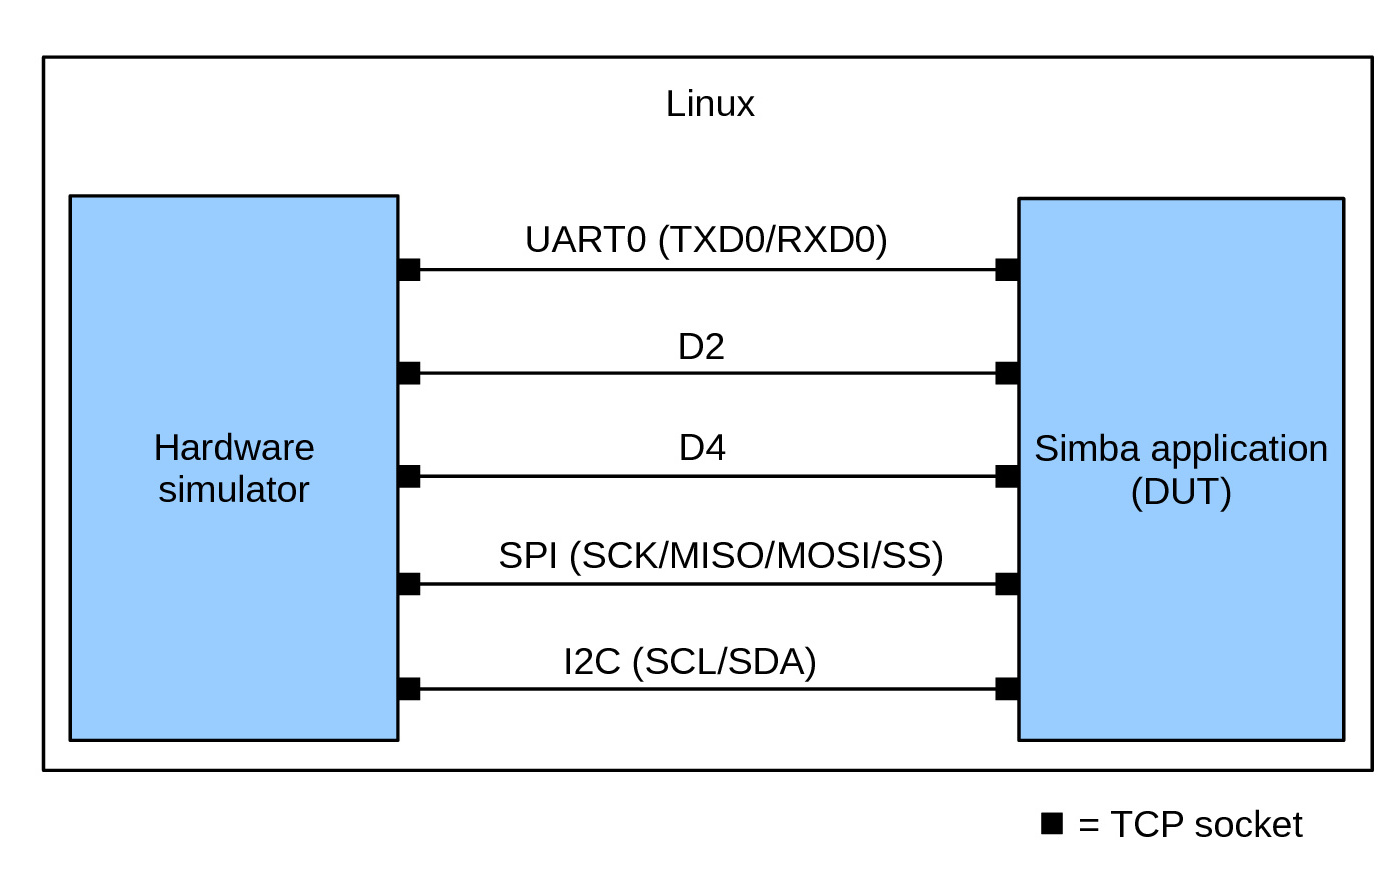 Linux
UART0 (TXD0/RXD0)
D2
D4
Hardware
simulator
Simba application
(DUT)
SPI (SCK/MISO/MOSI/SS)
I2C (SCL/SDA)
= TCP socket